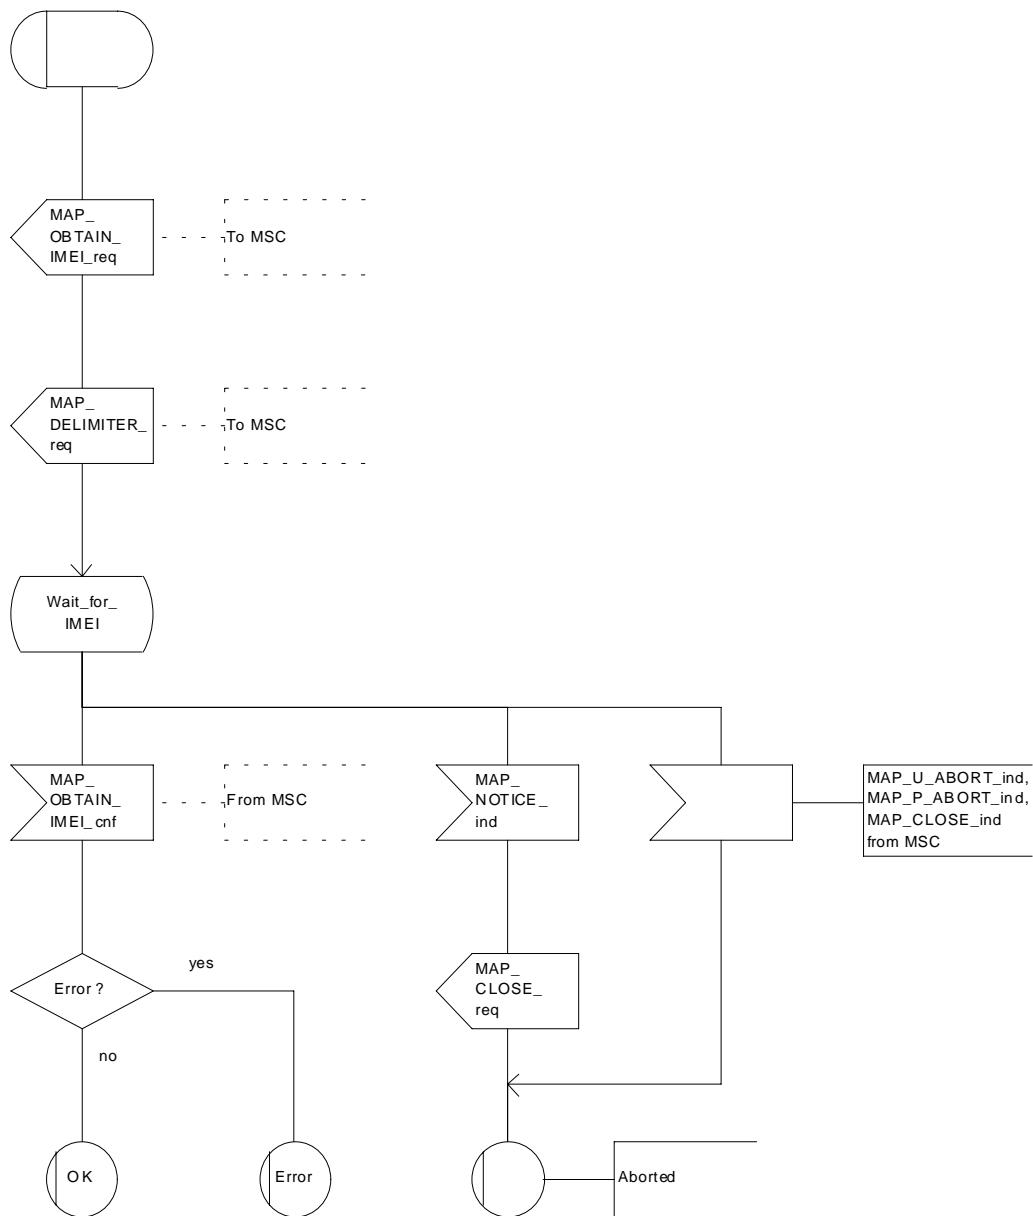 MAP_
OBTAIN_
IMEI_req
To MSC
MAP_
DELIMITER_
req
To MSC
Wait_for_
IMEI
MAP_
OBTAIN_
IMEI_cnf
From MSC
MAP_
NOTICE_
ind
MAP_U_ABORT_ind,
MAP_P_ABORT_ind,
MAP_CLOSE_ind
from MSC
Error ?
yes
no
MAP_
CLOSE_
req
OK
Error
Aborted